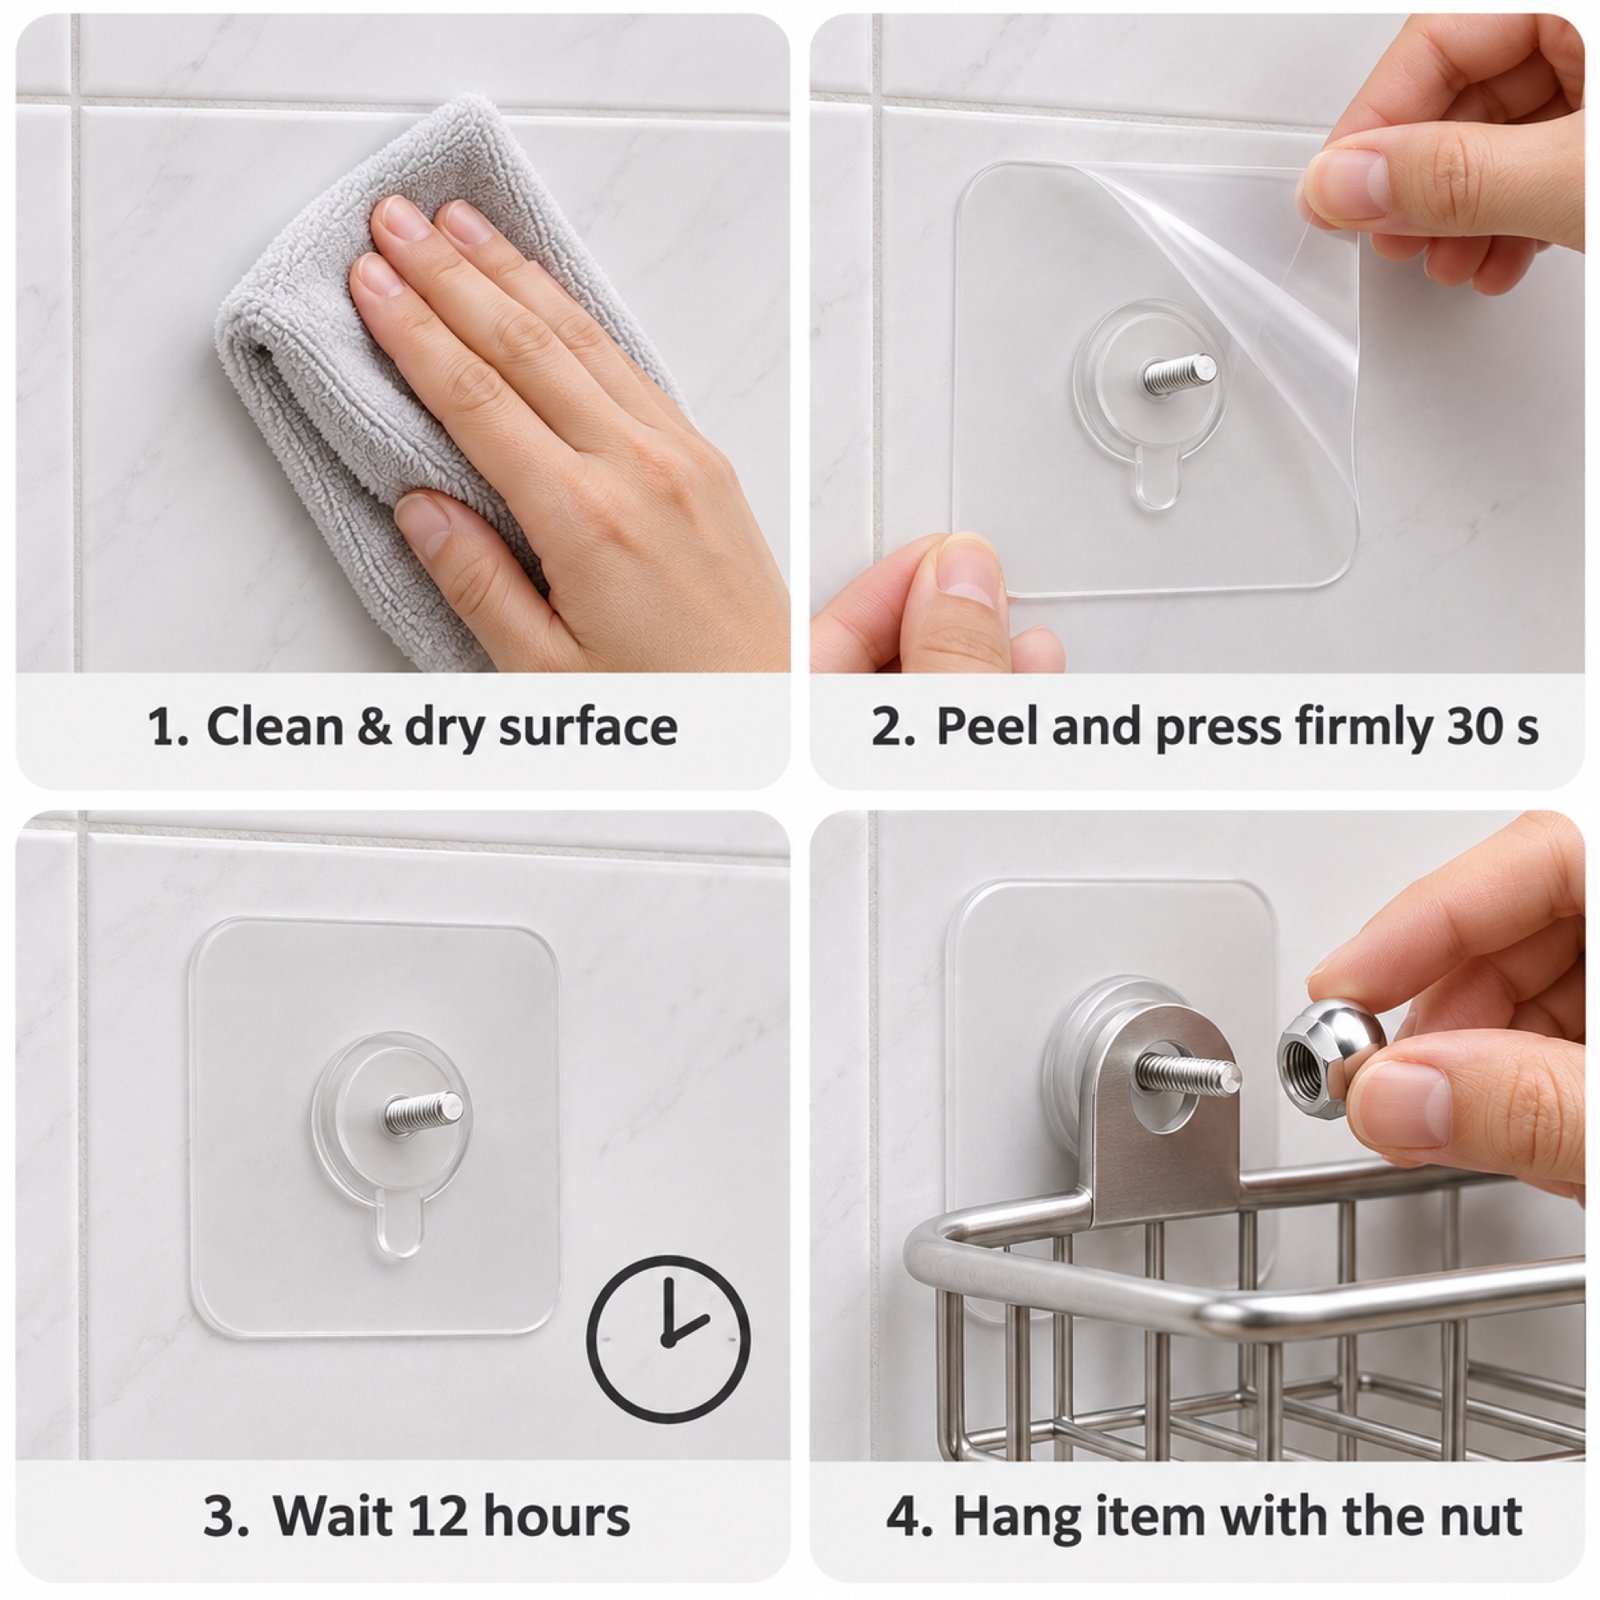 1. Clean & dry surface
2. Peel and press firmly 30 s
3. Wait 12 hours
4. Hang item with the nut